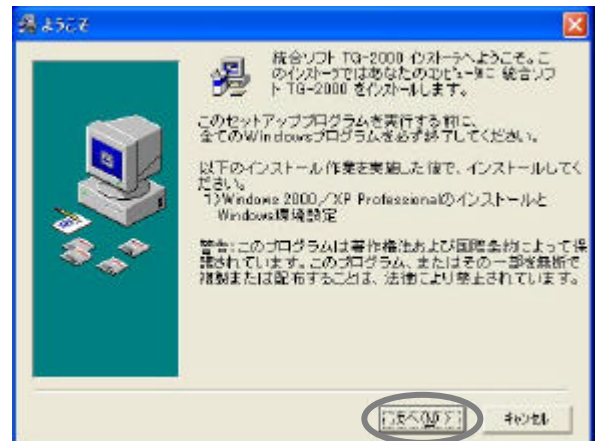 ようこそ
統合ソフト TG-2000 インストーラへようこそ。こ
のインストーラではあなたのコンピュータに 統合ソフ
ト TG-2000 をインストールします。
このセットアッププログラムを実行する前に、
全てのWindowsプログラムを必ず終了してください。
以下のインストール作業を実施した後で、インストールしてく
ださい。
1)Windows 2000/XP Professionalのインストールと
Windows環境設定
警告:このプログラムは著作権法および国際条約によって保
護されています。このプログラム、またはその一部を無断で
複製または配布することは、法律により禁止されています。
次へ(N) >
キャンセル